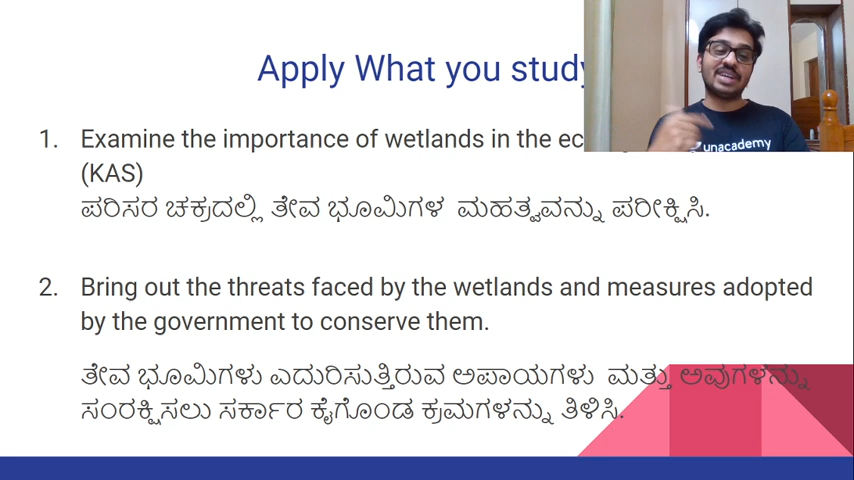 Apply What you study
1. Examine the importance of wetlands in the
(KAS)
ಪರಿಸರ ಚಕ್ರದಲ್ಲಿ ತೇವ ಭೂಮಿಗಳ ಮಹತ್ವವನ್ನು ಪರೀಕ್ಷಿಸಿ.
2. Bring out the threats faced by the wetlands and measures adopted
by the government to conserve them.
ತೇವ ಭೂಮಿಗಳು ಎದುರಿಸುತ್ತಿರುವ ಅಪಾಯಗಳು ಮತ್ತು ಅವುಗಳನ್ನು
ಸಂರಕ್ಷಿಸಲು ಸರ್ಕಾರ ಕೈಗೊಂಡ ಕ್ರಮಗಳನ್ನು ತಿಳಿಸಿ.
unacademy